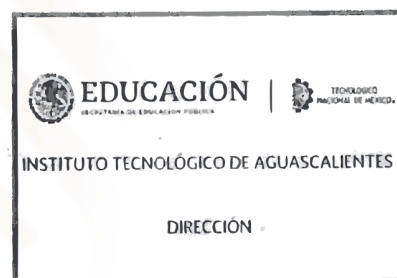 EDUCACIÓN
SECRETARÍA DE EDUCACIÓN PÚBLICA
TECNOLÓGICO
NACIONAL DE MÉXICO®
INSTITUTO TECNOLÓGICO DE AGUASCALIENTES
DIRECCIÓN